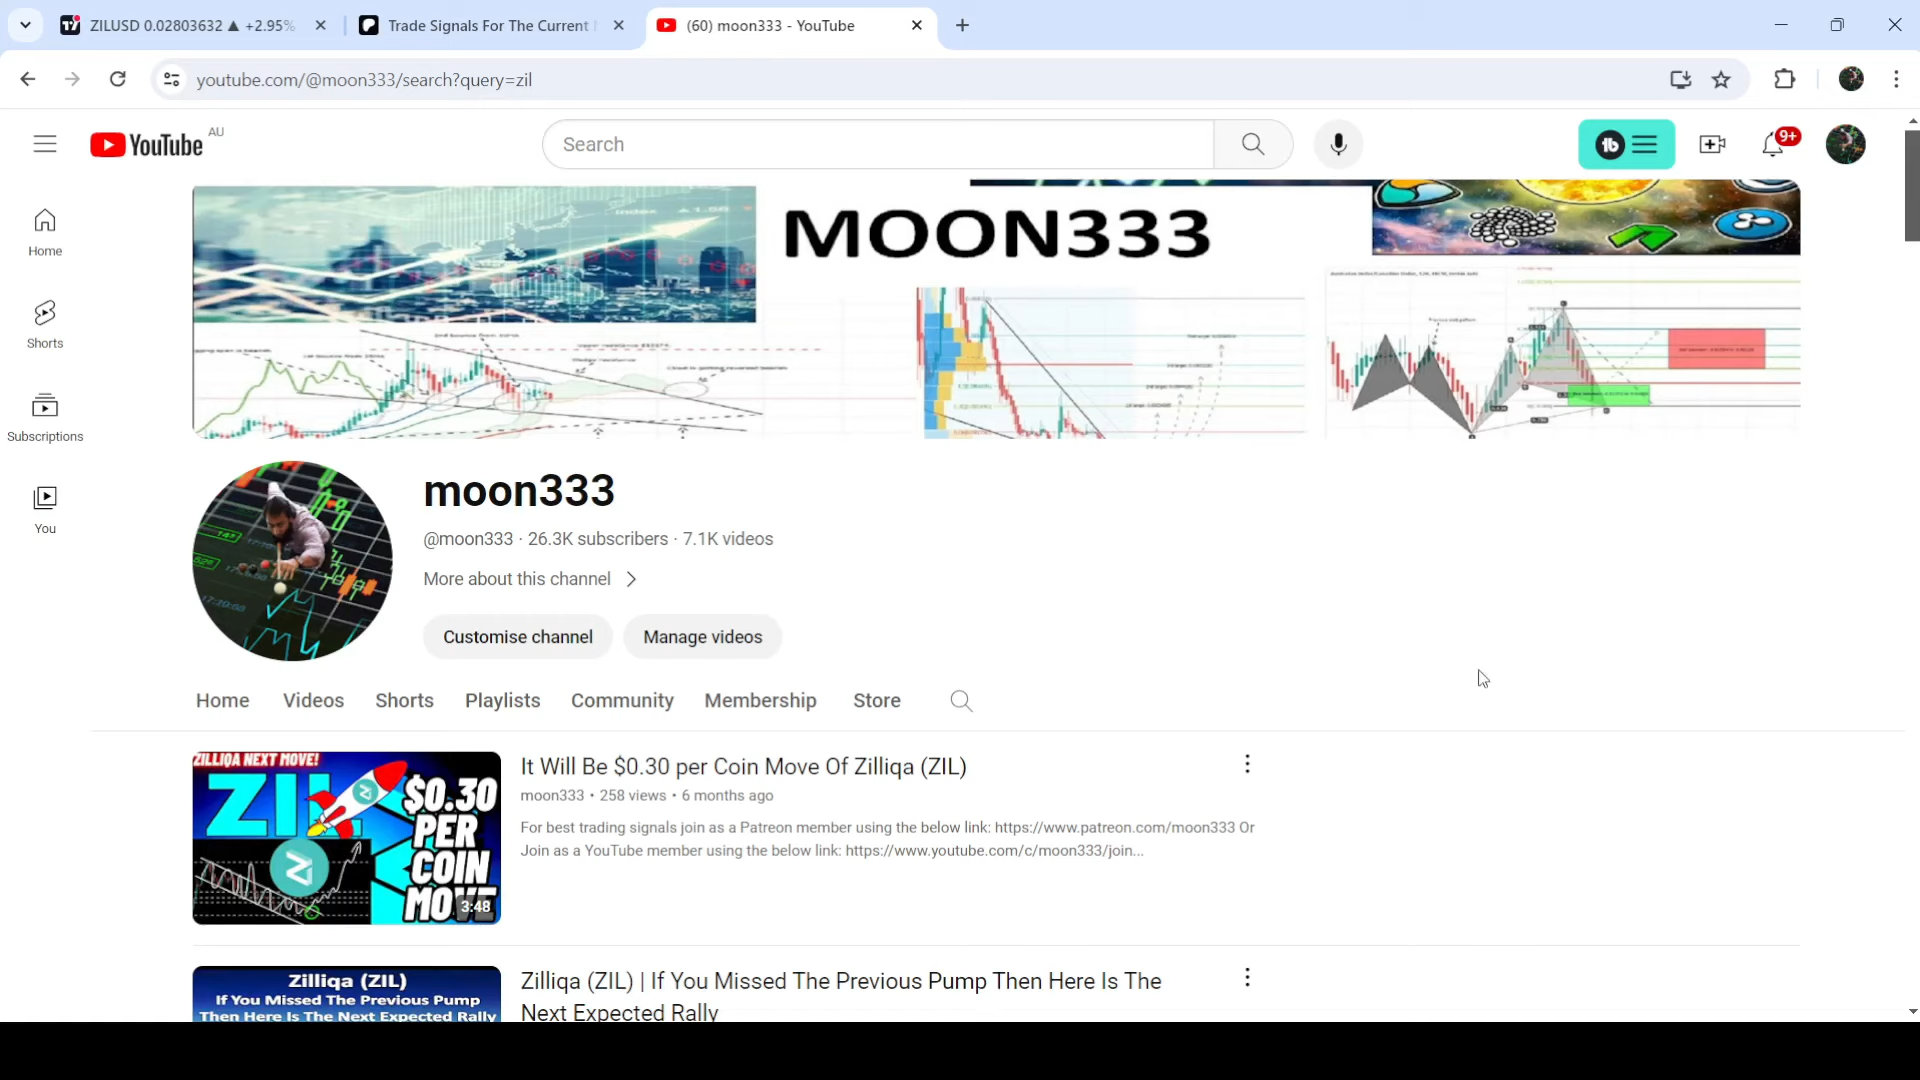 ZILUSD 0.02803632 ▲ +2.95%
Trade Signals For The Current
(60) moon333 - YouTube
youtube.com/@moon333/search?query=zil
YouTube AU
Search
9+
MOON333
Home
Shorts
Subscriptions
You
moon333
@moon333 · 26.3K subscribers · 7.1K videos
More about this channel
Customise channel
Manage videos
Home
Videos
Shorts
Playlists
Community
Membership
Store
ZILLIQA NEXT MOVE!
ZIL
$0.30
PER
COIN
MOVE
3:48
It Will Be $0.30 per Coin Move Of Zilliqa (ZIL)
moon333 • 258 views • 6 months ago
For best trading signals join as a Patreon member using the below link: https://www.patreon.com/moon333 Or
Join as a YouTube member using the below link: https://www.youtube.com/c/moon333/join...
Zilliqa (ZIL)
If You Missed The Previous Pump
Then Here Is The Next Expected Rally
Zilliqa (ZIL) | If You Missed The Previous Pump Then Here Is The
Next Expected Rally